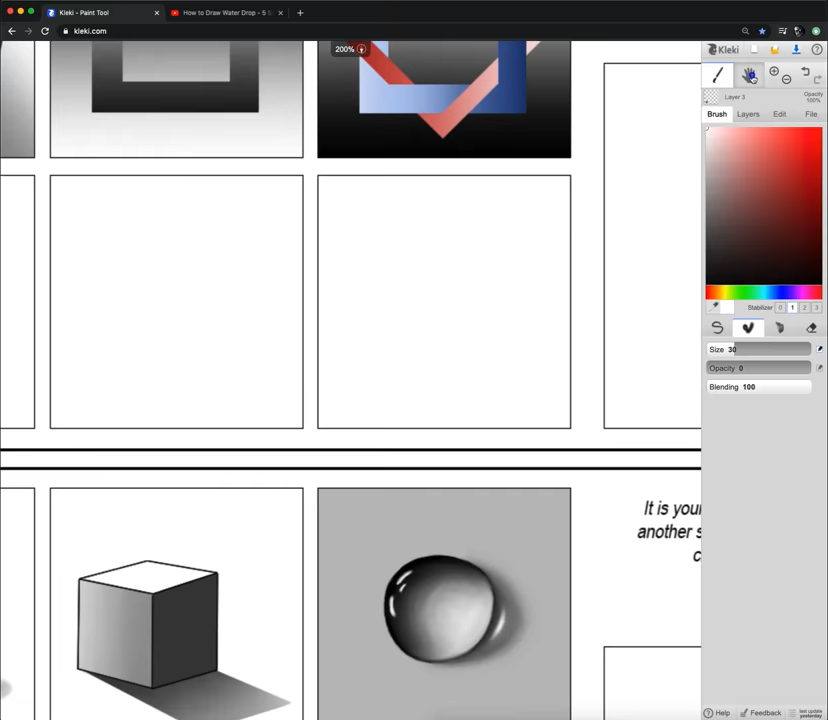 Kleki - Paint Tool
How to Draw Water Drop - 5 S
kleki.com
200%
Kleki
Layer 3
Opacity
100%
Brush Layers Edit File
Stabilizer 0 1 2 3
Size 30
Opacity 0
Blending 100
It is your
another s
c
Help Feedback last update
yesterday